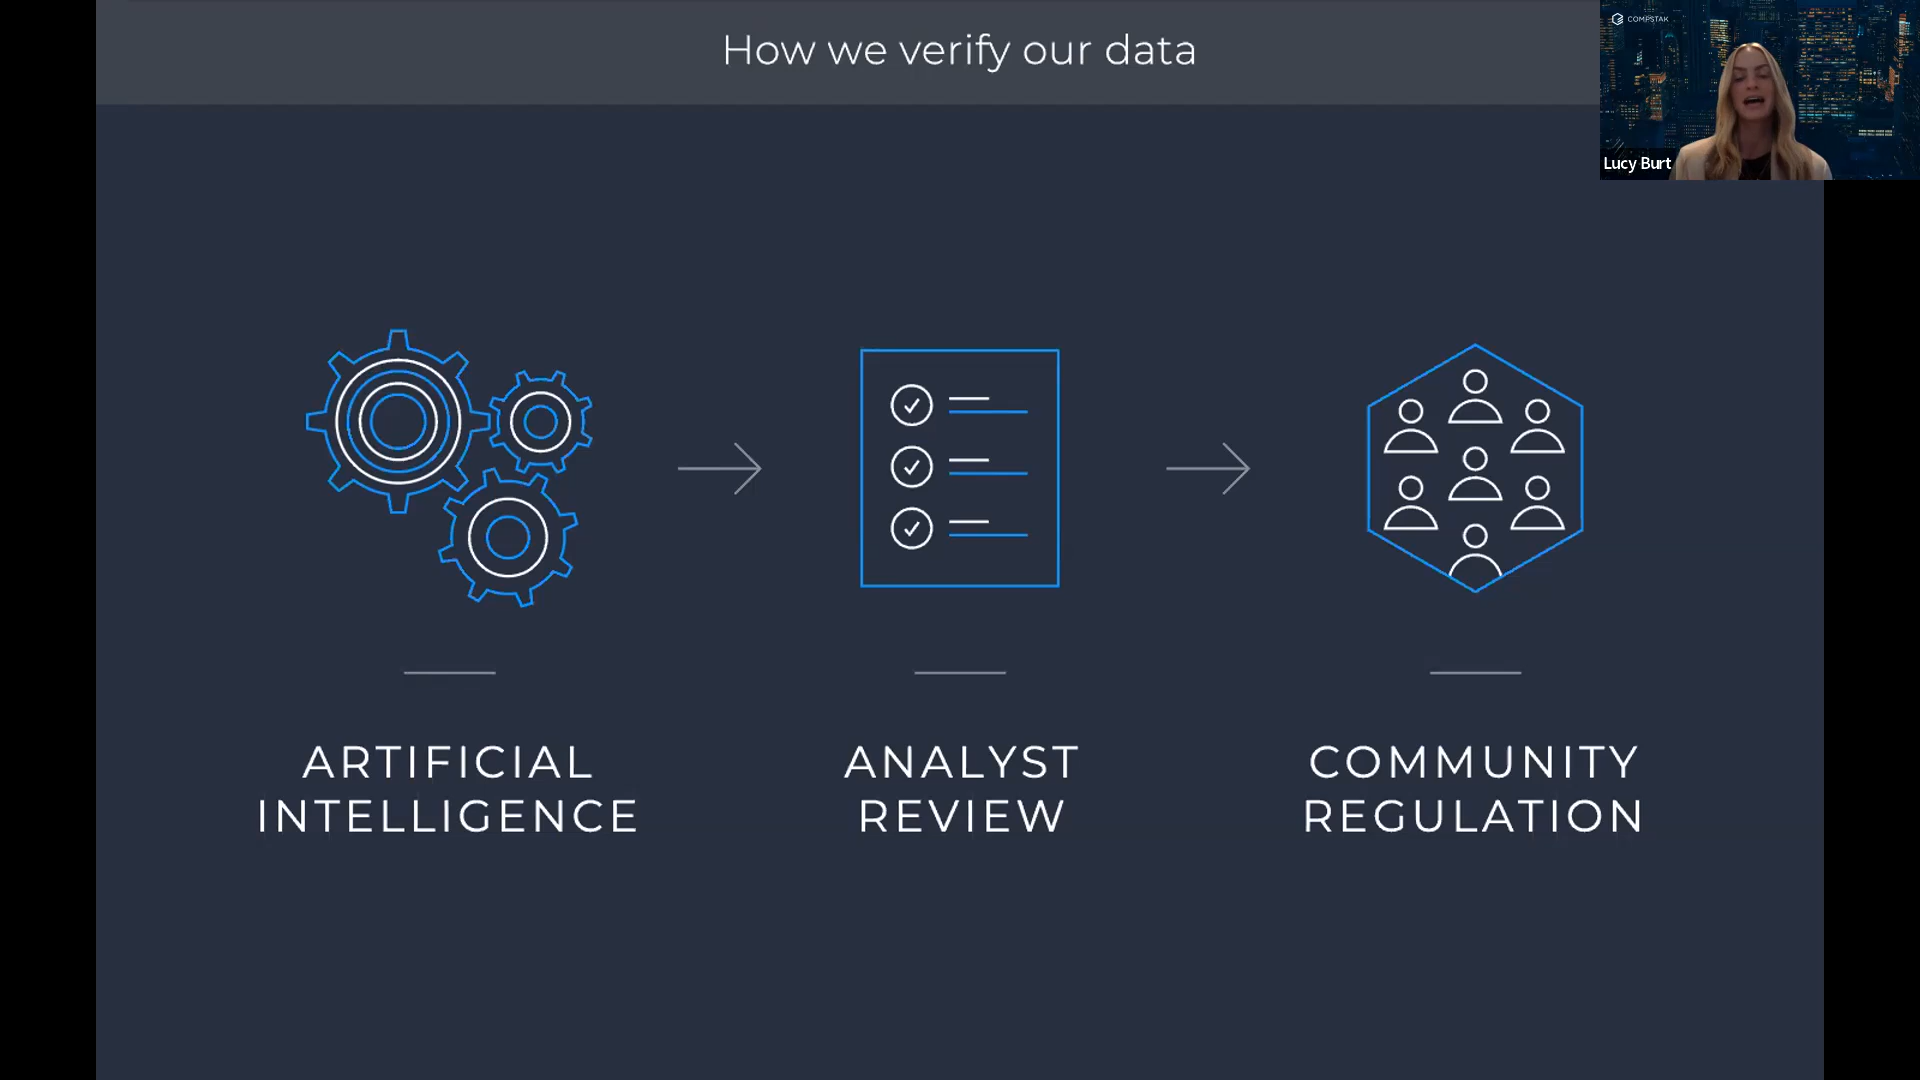 How we verify our data
COMPSTAK
Lucy Burt
ARTIFICIAL
INTELLIGENCE
ANALYST
REVIEW
COMMUNITY
REGULATION